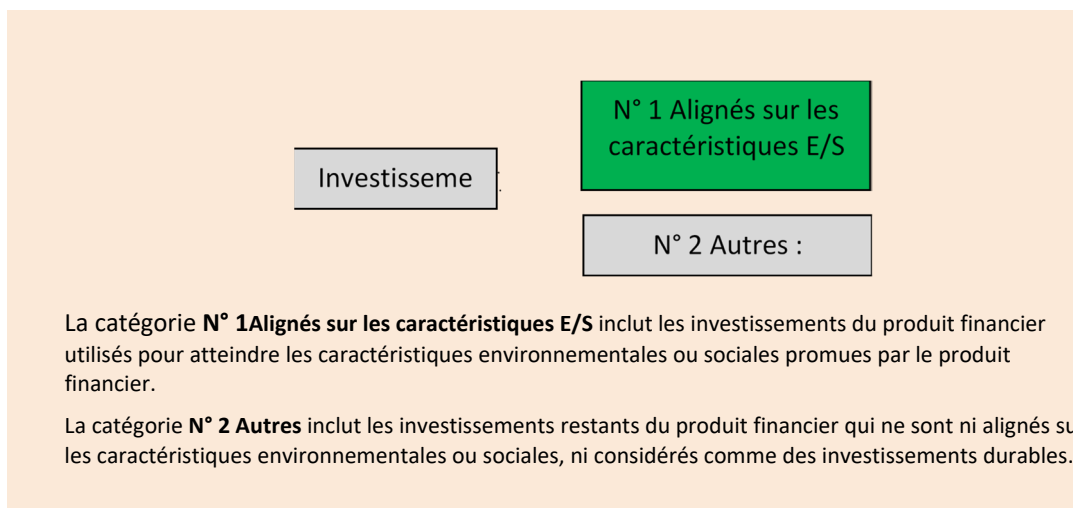 N° 1 Alignés sur les
caractéristiques E/S
Investisseme
N° 2 Autres :
La catégorie N° 1Alignés sur les caractéristiques E/S inclut les investissements du produit financier
utilisés pour atteindre les caractéristiques environnementales ou sociales promues par le produit
financier.
La catégorie N° 2 Autres inclut les investissements restants du produit financier qui ne sont ni alignés su
les caractéristiques environnementales ou sociales, ni considérés comme des investissements durables.